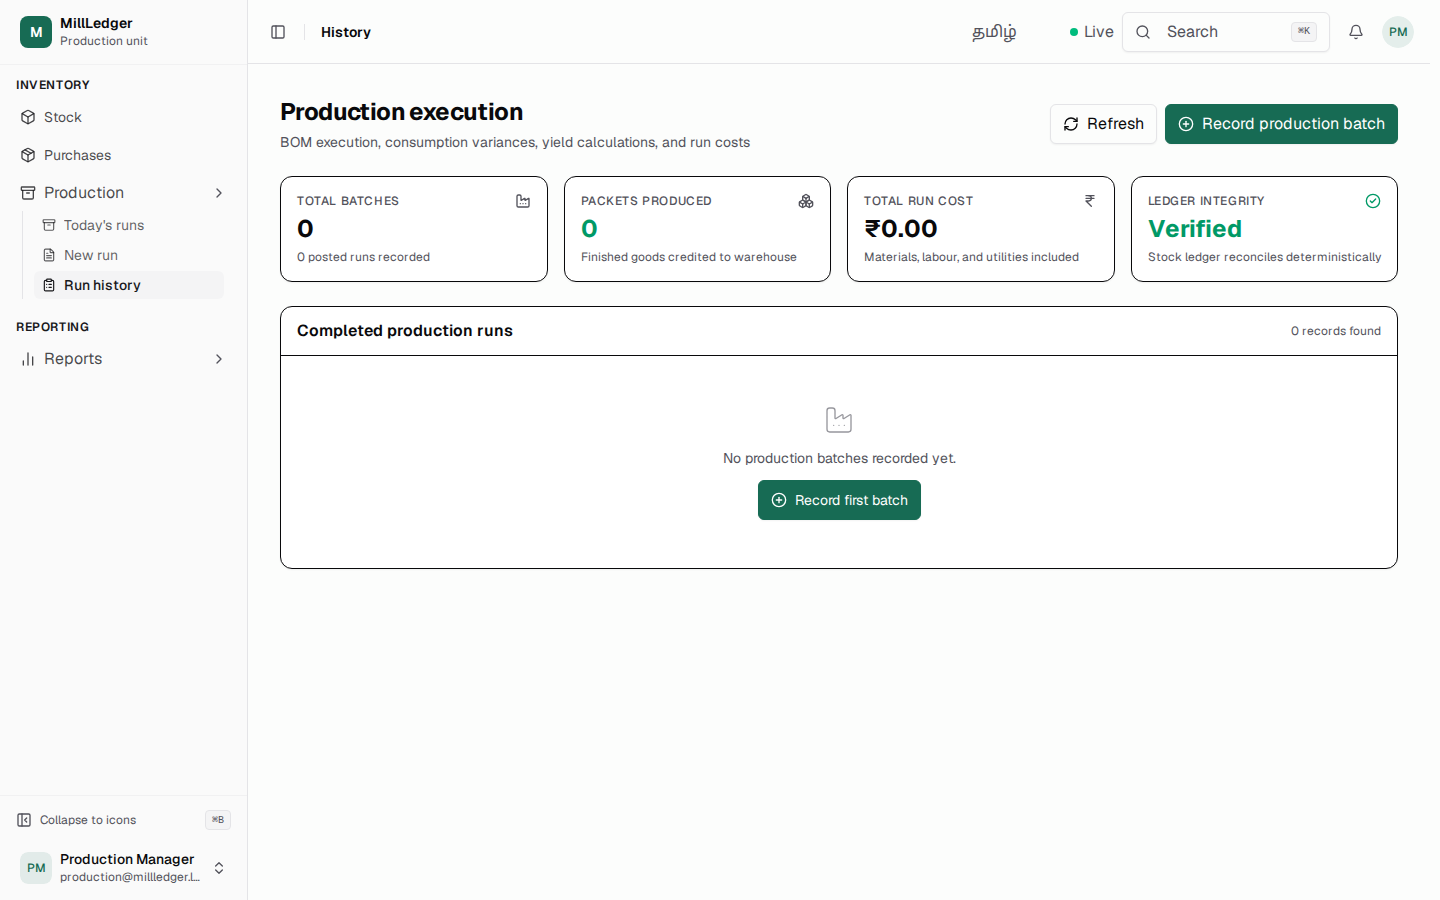 M
MillLedger
Production unit
INVENTORY
Stock
Purchases
Production
Today's runs
New run
Run history
REPORTING
Reports
Collapse to icons
⌘B
PM
Production Manager
production@millledger.l...
History
தமிழ்
Live
Search
⌘K
PM
Production execution
BOM execution, consumption variances, yield calculations, and run costs
Refresh
Record production batch
TOTAL BATCHES
0
0 posted runs recorded
PACKETS PRODUCED
0
Finished goods credited to warehouse
TOTAL RUN COST
₹
₹0.00
Materials, labour, and utilities included
LEDGER INTEGRITY
Verified
Stock ledger reconciles deterministically
Completed production runs
0 records found
No production batches recorded yet.
Record first batch